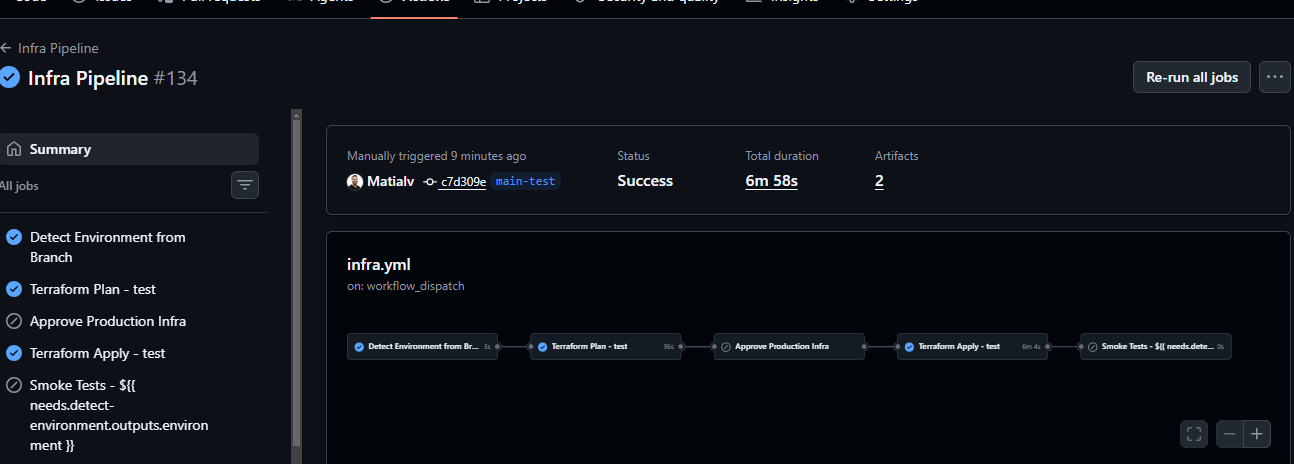 Infra Pipeline
Infra Pipeline #134
Re-run all jobs
Summary
All jobs
Detect Environment from
Branch
Terraform Plan - test
Approve Production Infra
Terraform Apply - test
Smoke Tests - ${{
needs.detect-
environment.outputs.environ
ment }}
Manually triggered 9 minutes ago
Matialv c7d309e main-test
Status
Success
Total duration
6m 58s
Artifacts
2
infra.yml
on: workflow_dispatch
Detect Environment from Br... 3s
Terraform Plan - test 36s
Approve Production Infra
Terraform Apply - test 6m 4s
Smoke Tests - ${{ needs.dete... 0s